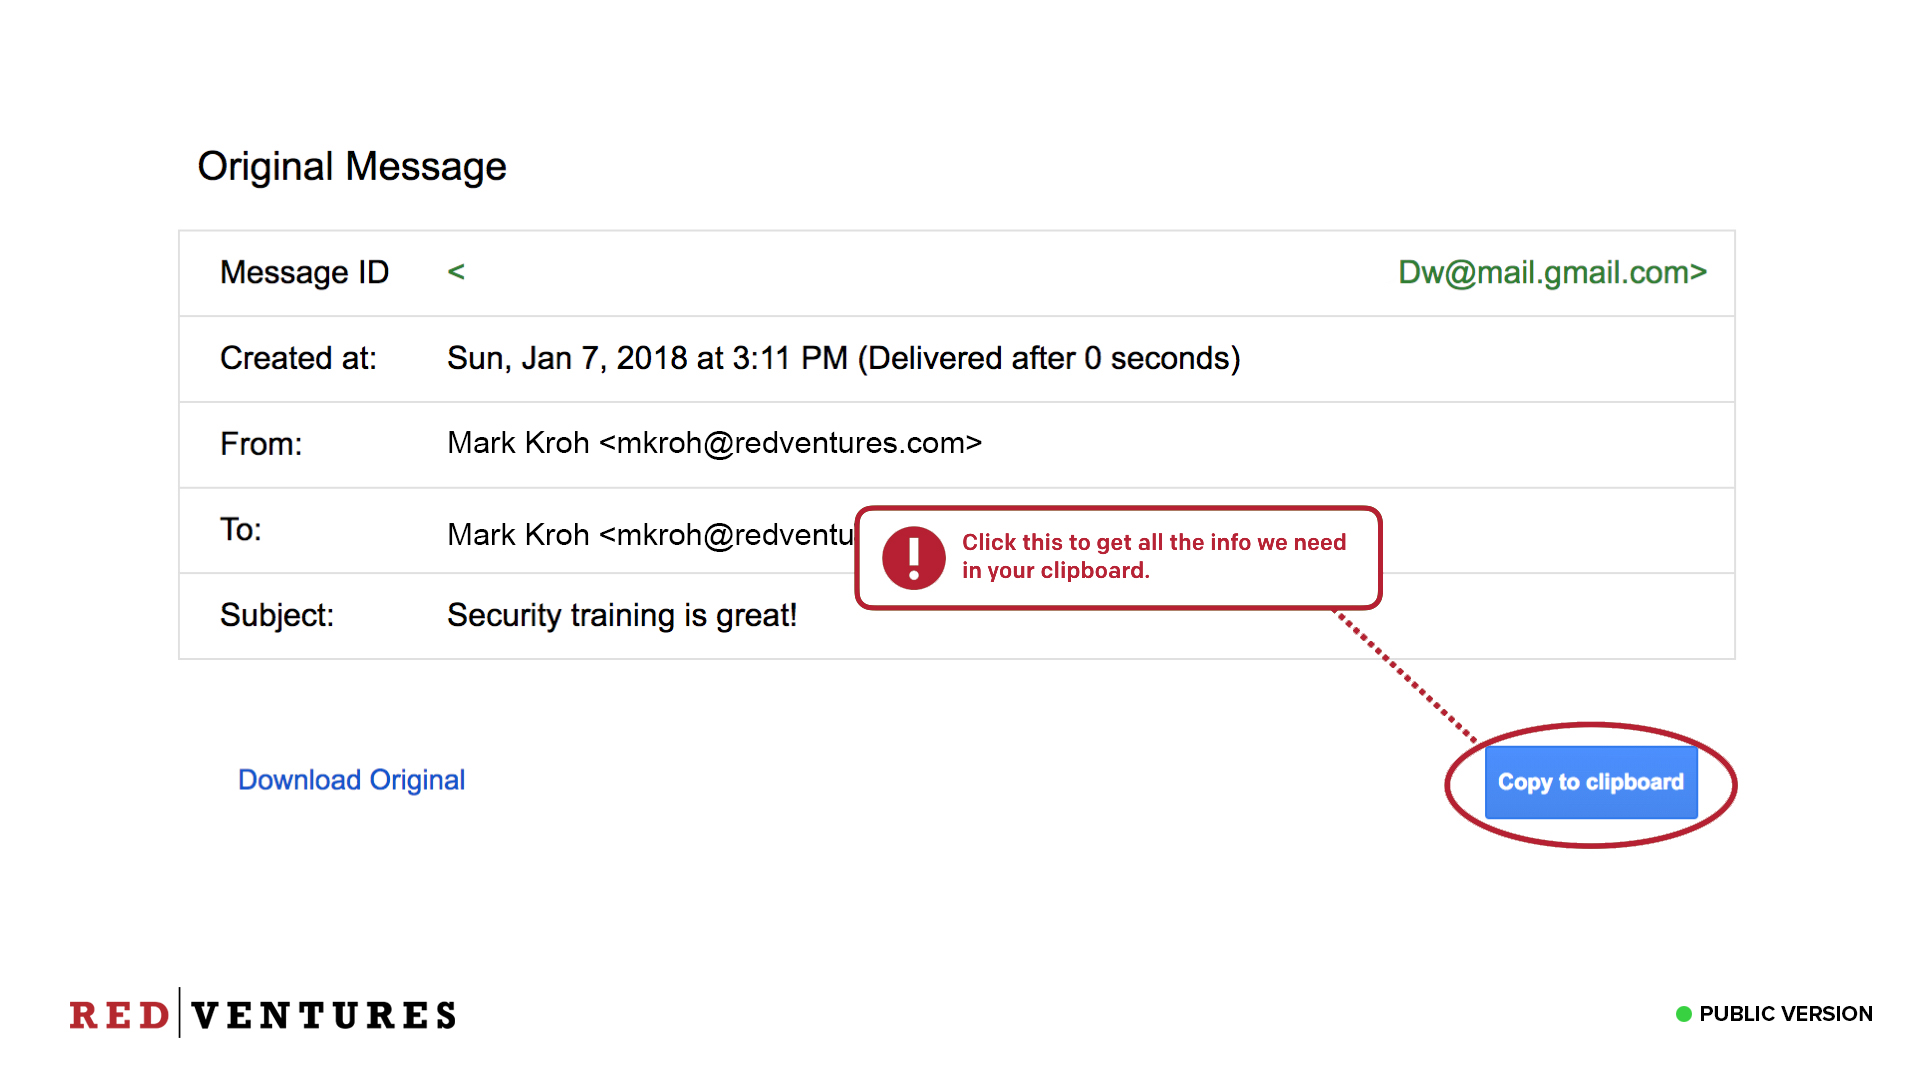 Original Message
Message ID < Dw@mail.gmail.com>
Created at: Sun, Jan 7, 2018 at 3:11 PM (Delivered after 0 seconds)
From: Mark Kroh <mkroh@redventures.com>
To: Mark Kroh <mkroh@redventu
Click this to get all the info we need
in your clipboard.
Subject: Security training is great!
Download Original
Copy to clipboard
RED VENTURES
PUBLIC VERSION